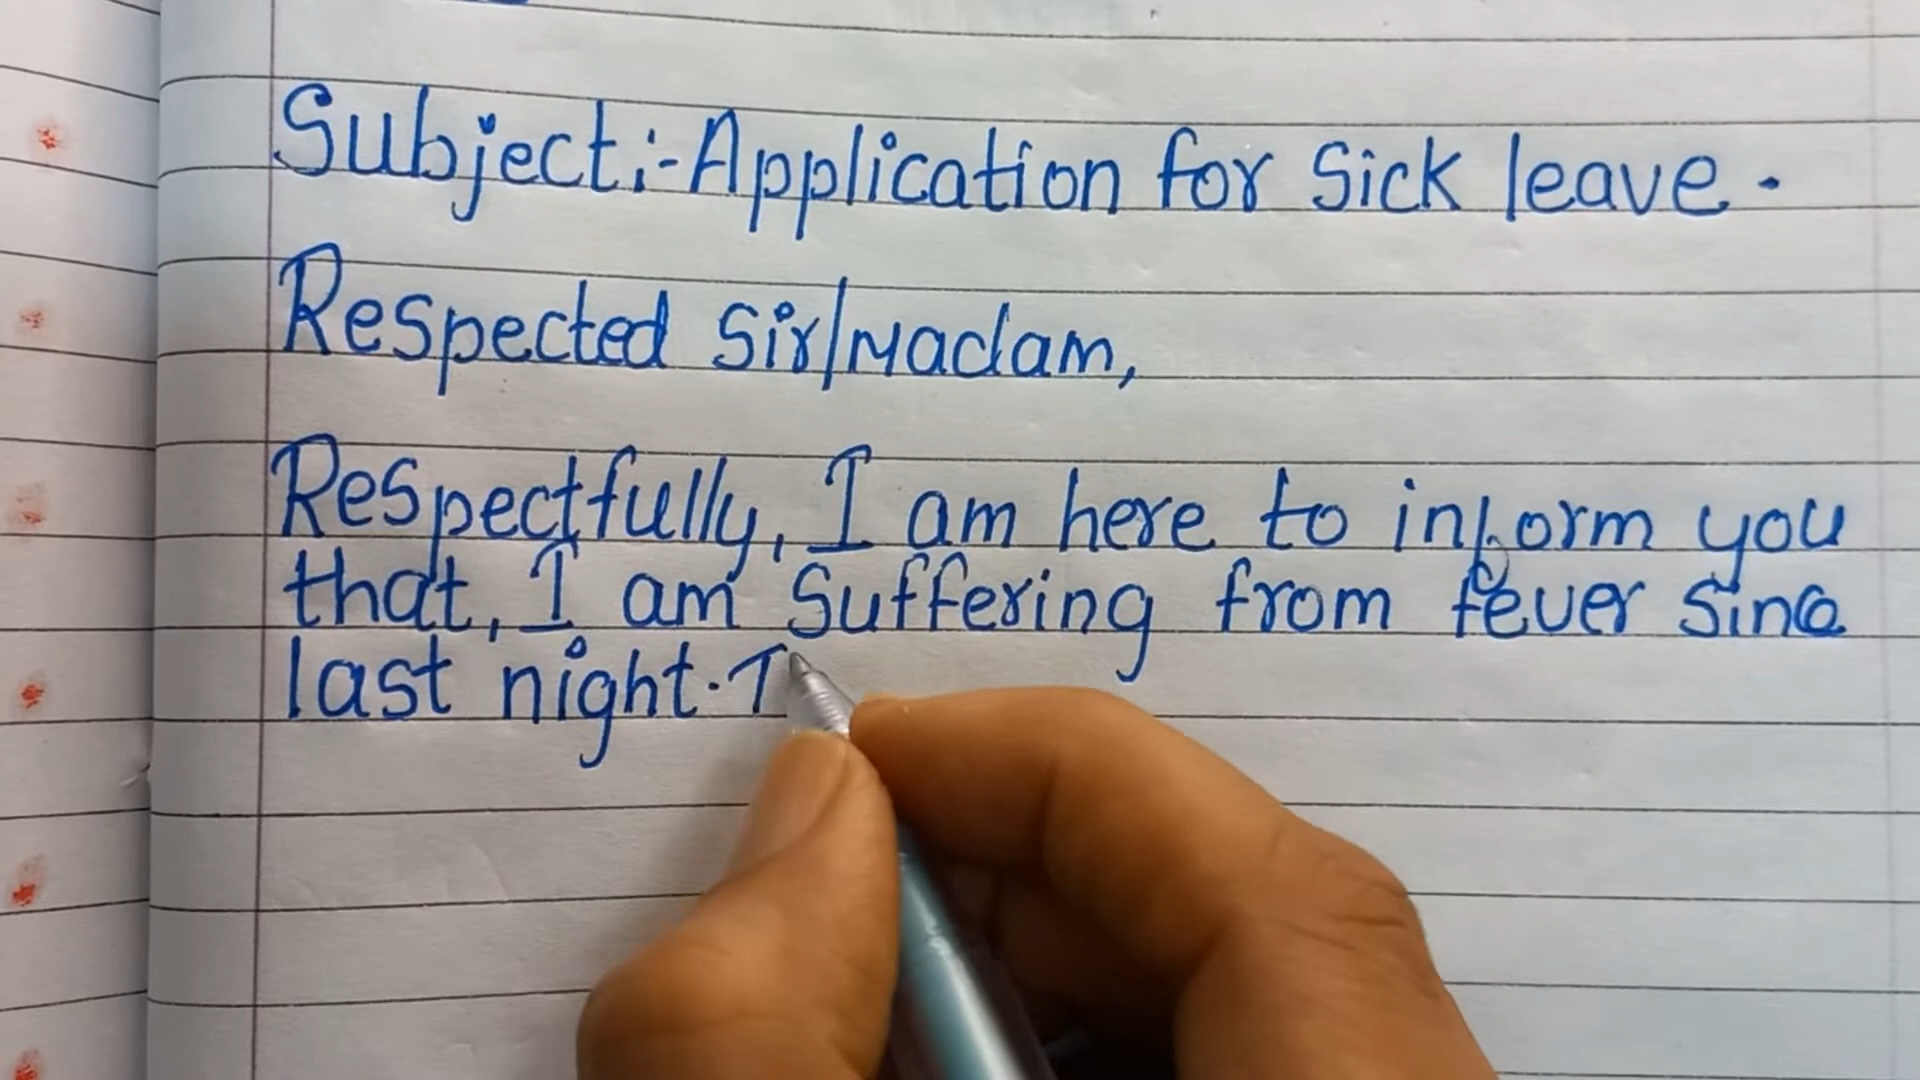 Subject:-Application for Sick leave.
Respected Sir/Madam,
Respectfully, I am here to inform you
that, I am Suffering from fever Since
last night. T